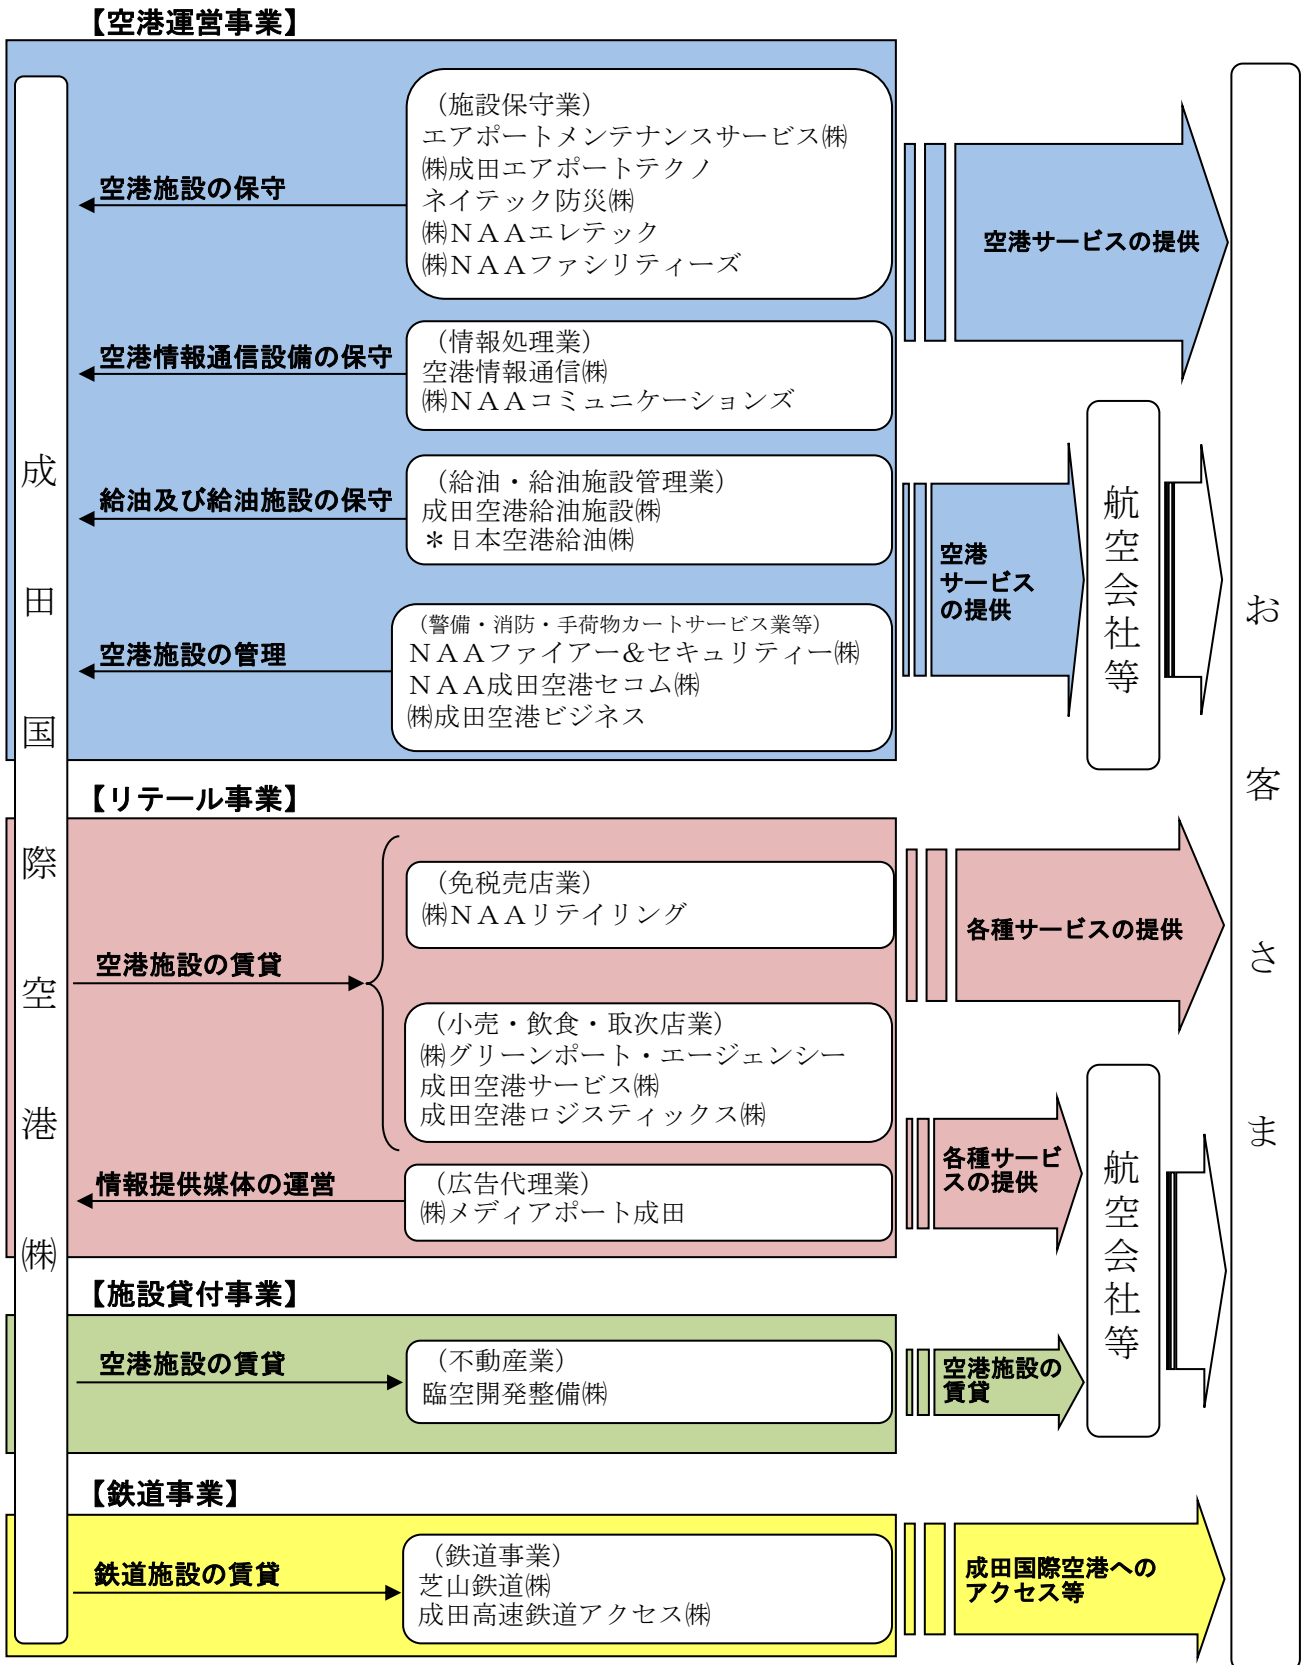 【空港運営事業】
成田国際空港㈱
空港施設の保守
（施設保守業）
エアポートメンテナンスサービス㈱
㈱成田エアポートテクノ
ネイテック防災㈱
㈱ＮＡＡエレテック
㈱ＮＡＡファシリティーズ
空港サービスの提供
空港情報通信設備の保守
（情報処理業）
空港情報通信㈱
㈱ＮＡＡコミュニケーションズ
給油及び給油施設の保守
（給油・給油施設管理業）
成田空港給油施設㈱
＊日本空港給油㈱
空港
サービス
の提供
航空会社等
お客さま
空港施設の管理
（警備・消防・手荷物カートサービス業等）
ＮＡＡファイアー＆セキュリティー㈱
ＮＡＡ成田空港セコム㈱
㈱成田空港ビジネス
【リテール事業】
空港施設の賃貸
（免税売店業）
㈱ＮＡＡリテイリング
各種サービスの提供
（小売・飲食・取次店業）
㈱グリーンポート・エージェンシー
成田空港サービス㈱
成田空港ロジスティックス㈱
情報提供媒体の運営
（広告代理業）
㈱メディアポート成田
各種サービ
スの提供
航空会社等
【施設貸付事業】
空港施設の賃貸
（不動産業）
臨空開発整備㈱
空港施設の
賃貸
【鉄道事業】
鉄道施設の賃貸
（鉄道事業）
芝山鉄道㈱
成田高速鉄道アクセス㈱
成田国際空港への
アクセス等